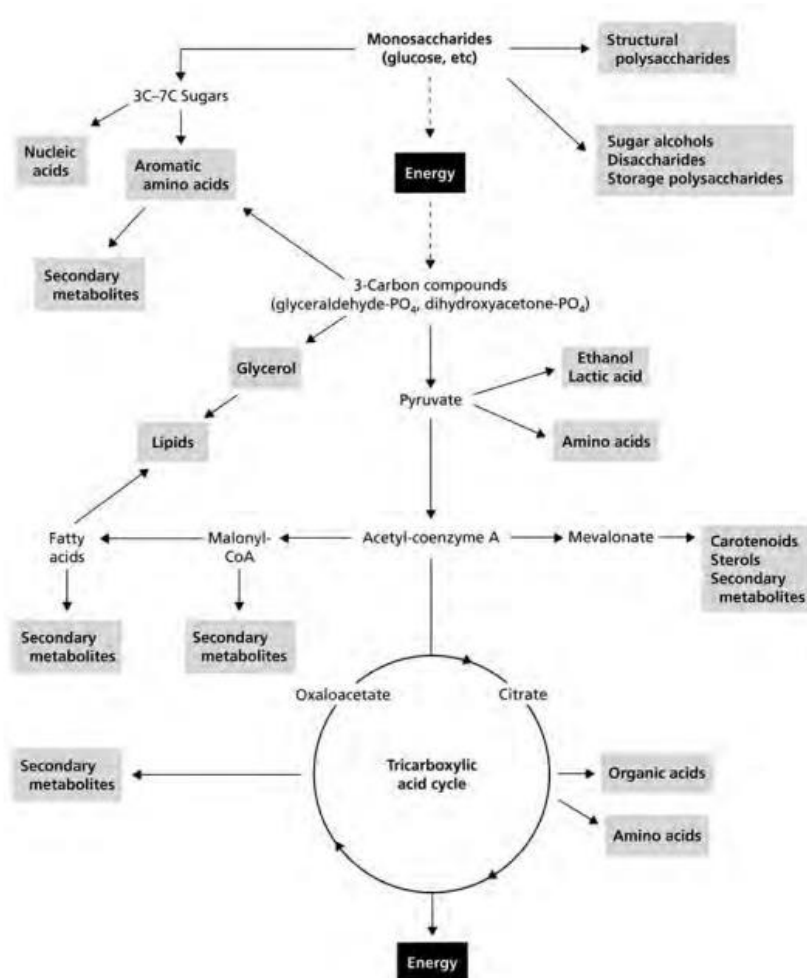 Monosaccharides
(glucose, etc)
Structural
polysaccharides
3C–7C Sugars
Sugar alcohols
Disaccharides
Storage polysaccharides
Nucleic
acids
Aromatic
amino acids
Energy
Secondary
metabolites
3-Carbon compounds
(glyceraldehyde-PO₄, dihydroxyacetone-PO₄)
Glycerol
Ethanol
Lactic acid
Pyruvate
Lipids
Amino acids
Fatty
acids
Malonyl-
CoA
Acetyl-coenzyme A
Mevalonate
Carotenoids
Sterols
Secondary
metabolites
Secondary
metabolites
Secondary
metabolites
Oxaloacetate
Citrate
Secondary
metabolites
Tricarboxylic
acid cycle
Organic acids
Amino acids
Energy